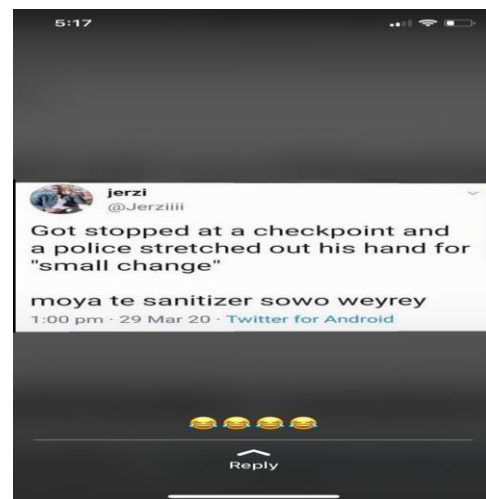 5:17
jerzi
@Jerziiii
Got stopped at a checkpoint and
a police stretched out his hand for
"small change"
moya te sanitizer sowo weyrey
1:00 pm · 29 Mar 20 · Twitter for Android
😂😂😂😂
Reply